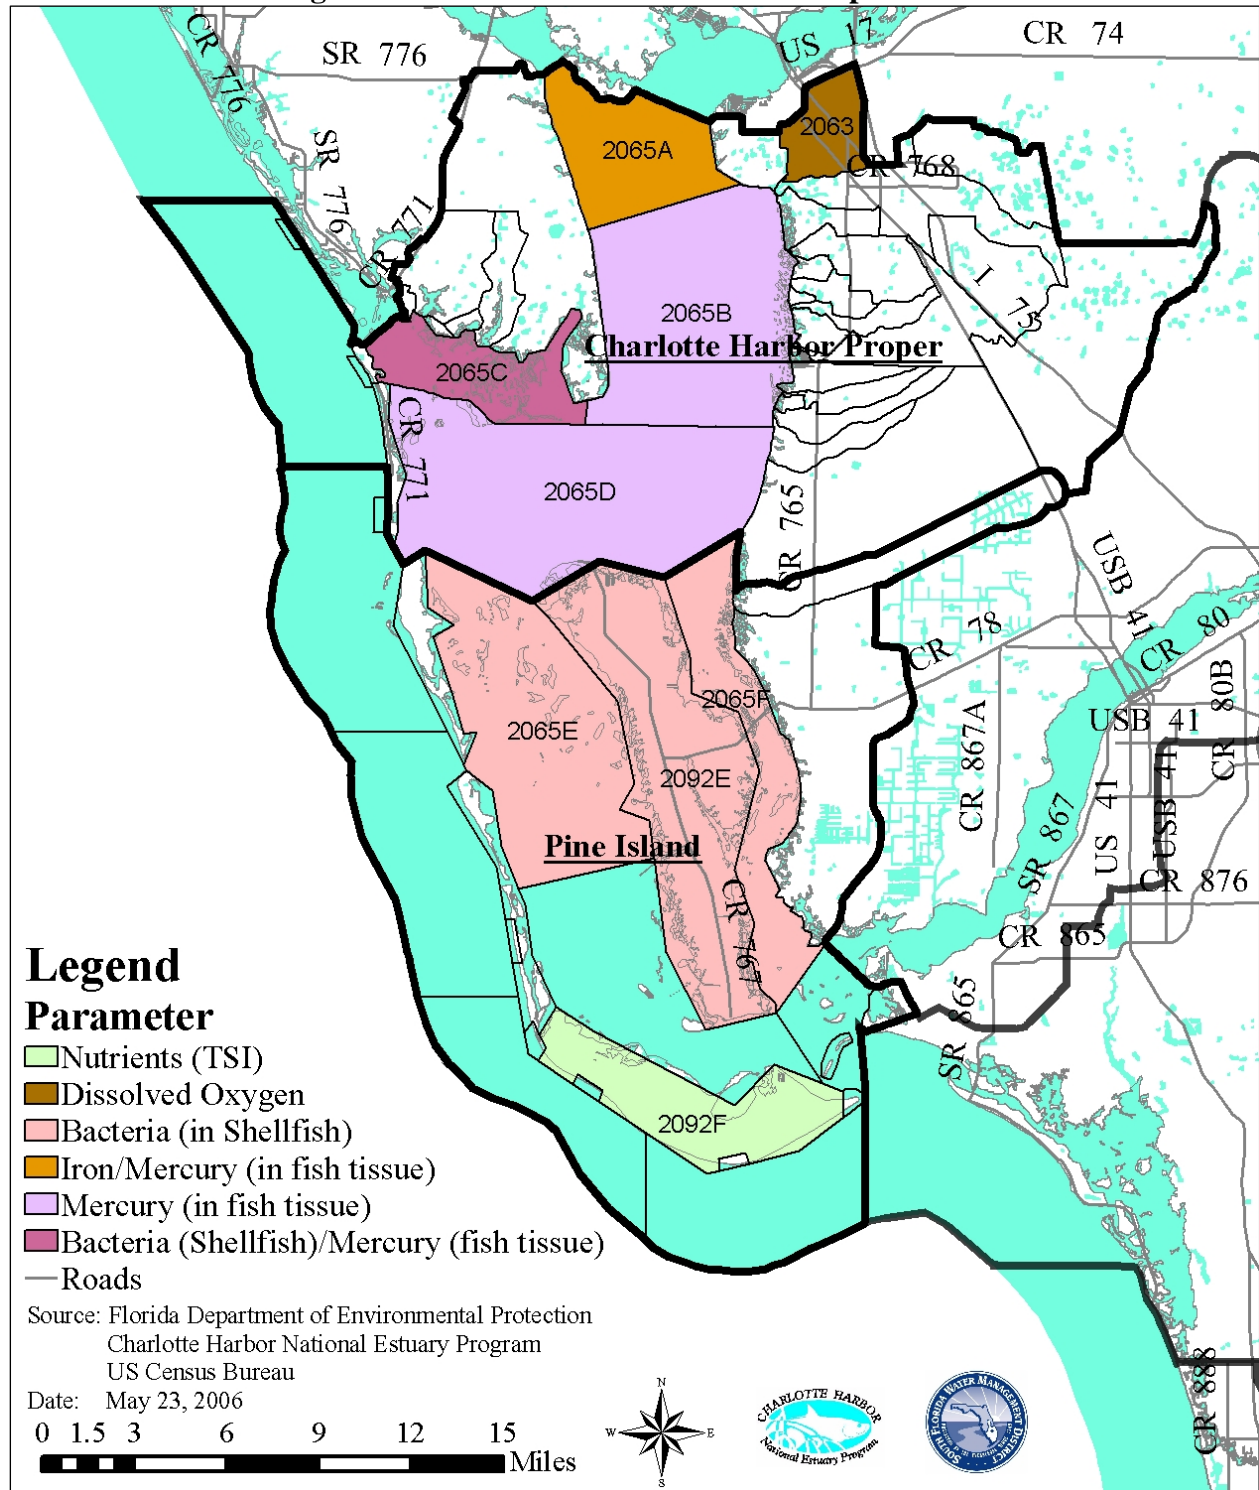 CR 776
SR 776
US 17
CR 74
2065A
2063
CR 768
SR 776
CR 771
I 75
2065B
Charlotte Harbor Proper
2065C
CR 771
2065D
CR 765
USB 41
CR 78
CR 80
2065F
80B
2065E
USB 41
CR 867A
CR
2092E
US 41
USB 41
SR 867
Pine Island
CR 876
CR 767
CR 865
SR 865
2092F
CR 888
Legend
Parameter
Nutrients (TSI)
Dissolved Oxygen
Bacteria (in Shellfish)
Iron/Mercury (in fish tissue)
Mercury (in fish tissue)
Bacteria (Shellfish)/Mercury (fish tissue)
Roads
Source: Florida Department of Environmental Protection
Charlotte Harbor National Estuary Program
US Census Bureau
Date: May 23, 2006
0 1.5 3 6 9 12 15
Miles
N
W E
S
CHARLOTTE HARBOR
National Estuary Program
SOUTH FLORIDA WATER MANAGEMENT DISTRICT